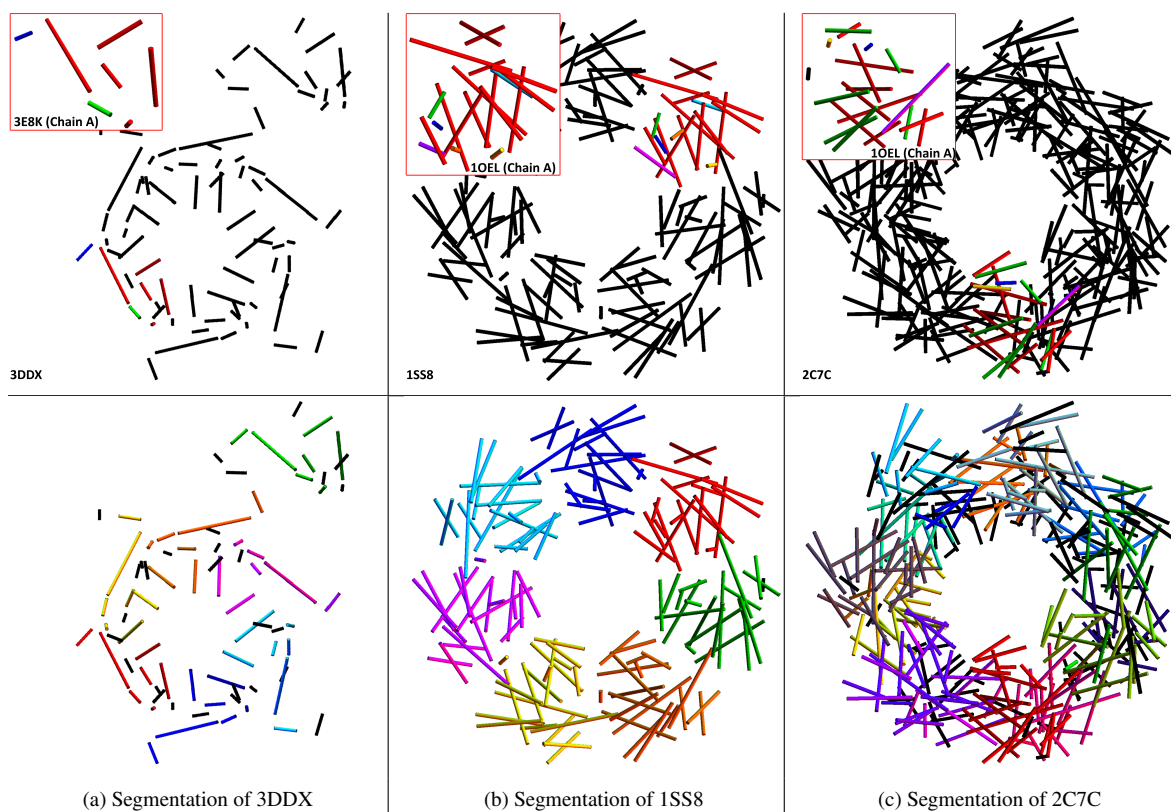 3E8K (Chain A)
3DDX
1OEL (Chain A)
1SS8
1OEL (Chain A)
2C7C
(a) Segmentation of 3DDX
(b) Segmentation of 1SS8
(c) Segmentation of 2C7C